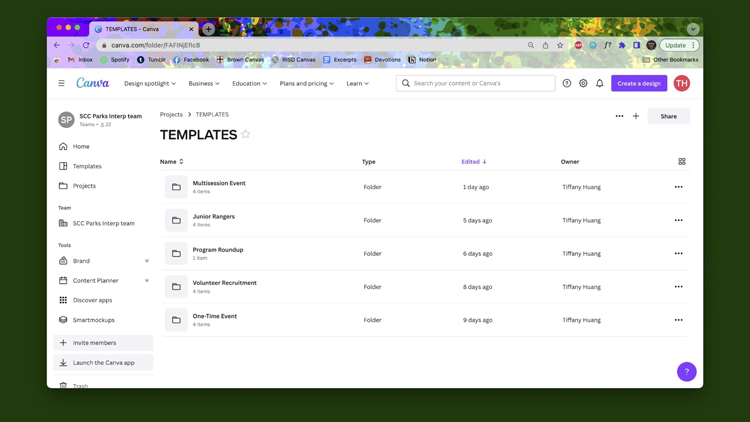 TEMPLATES – Canva
canva.com/folder/FAFlNjEfic8
Update
Inbox
Spotify
Tumblr
Facebook
Brown Canvas
RISD Canvas
Excerpts
Devotions
Notion
Other Bookmarks
Canva
Design spotlight
Business
Education
Plans and pricing
Learn
Search your content or Canva's
Create a design
TH
SP
SCC Parks Interp team
Teams • 22
Home
Templates
Projects
Team
SCC Parks Interp team
Tools
Brand
Content Planner
Discover apps
Smartmockups
Invite members
Launch the Canva app
Trash
Projects > TEMPLATES
Share
TEMPLATES
Name Type Edited ↓ Owner
Multisession Event
4 items
Folder 1 day ago Tiffany Huang
Junior Rangers
4 items
Folder 5 days ago Tiffany Huang
Program Roundup
1 item
Folder 6 days ago Tiffany Huang
Volunteer Recruitment
4 items
Folder 8 days ago Tiffany Huang
One-Time Event
4 items
Folder 9 days ago Tiffany Huang
?